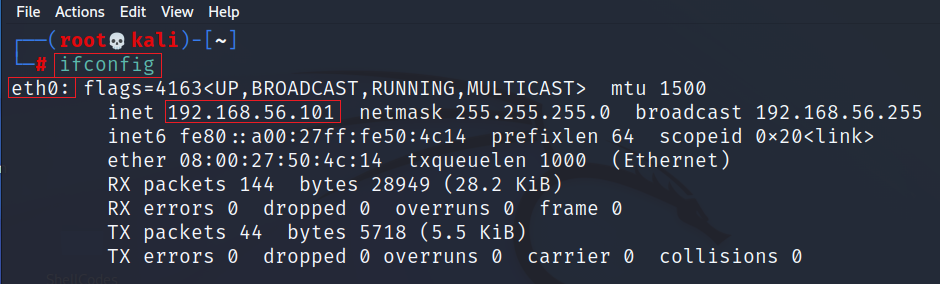 File Actions Edit View Help
┌──(root💀kali)-[~]
└─# ifconfig
eth0: flags=4163<UP,BROADCAST,RUNNING,MULTICAST>  mtu 1500
        inet 192.168.56.101  netmask 255.255.255.0  broadcast 192.168.56.255
        inet6 fe80::a00:27ff:fe50:4c14  prefixlen 64  scopeid 0×20<link>
        ether 08:00:27:50:4c:14  txqueuelen 1000  (Ethernet)
        RX packets 144  bytes 28949 (28.2 KiB)
        RX errors 0  dropped 0  overruns 0  frame 0
        TX packets 44  bytes 5718 (5.5 KiB)
        TX errors 0  dropped 0 overruns 0  carrier 0  collisions 0